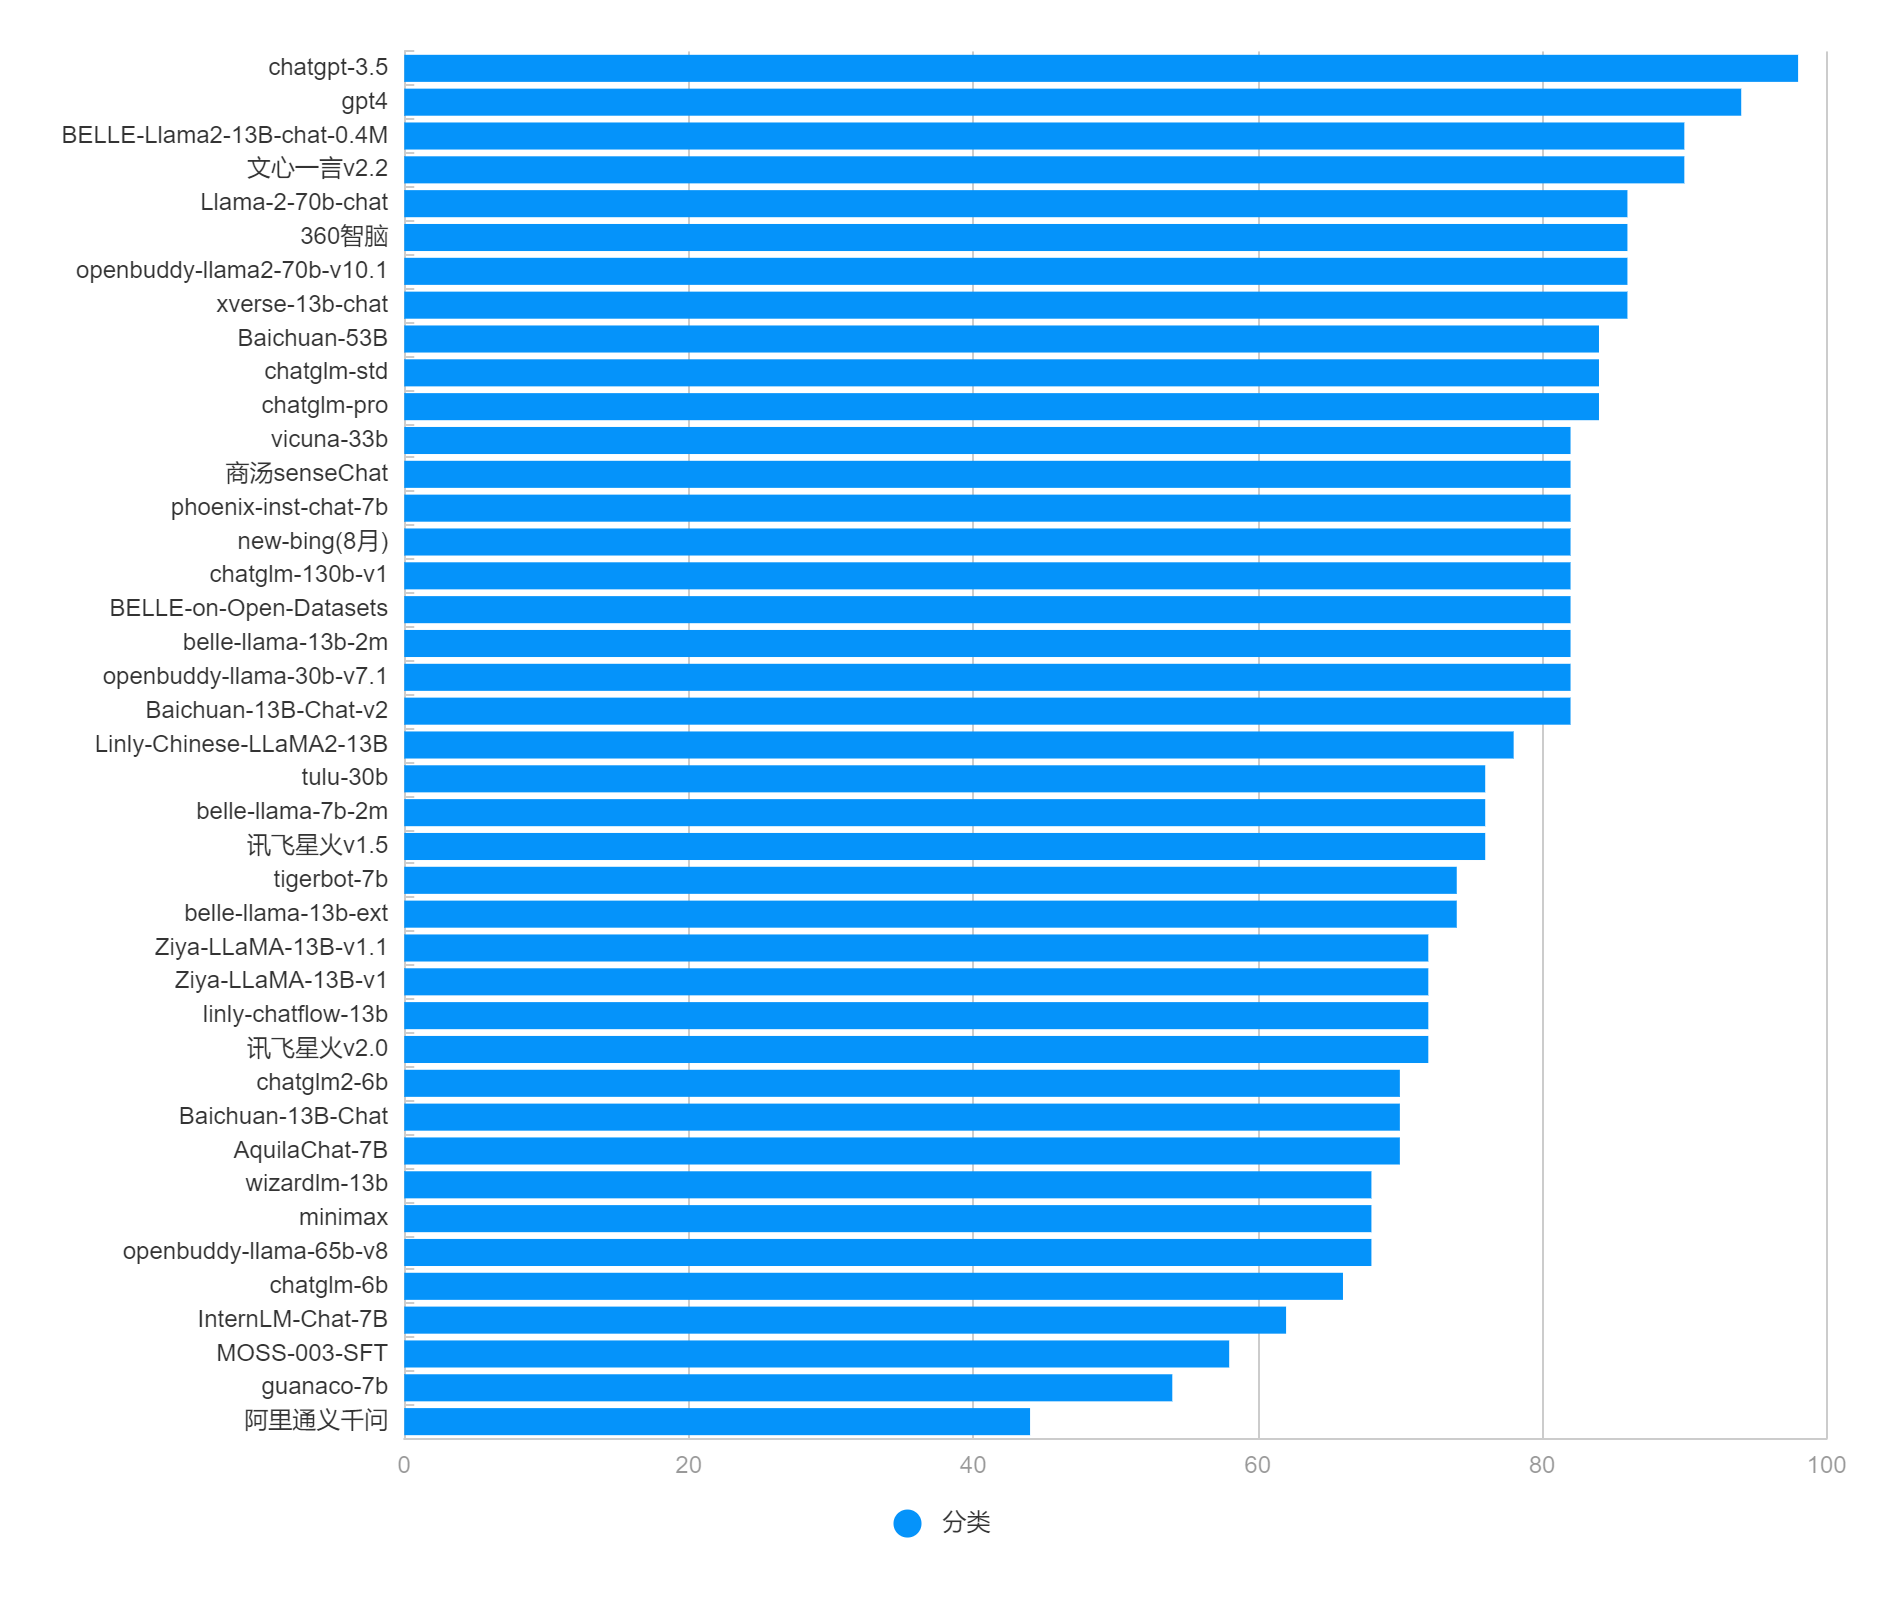 chatgpt-3.5
gpt4
BELLE-Llama2-13B-chat-0.4M
文心一言v2.2
Llama-2-70b-chat
360智脑
openbuddy-llama2-70b-v10.1
xverse-13b-chat
Baichuan-53B
chatglm-std
chatglm-pro
vicuna-33b
商汤senseChat
phoenix-inst-chat-7b
new-bing(8月)
chatglm-130b-v1
BELLE-on-Open-Datasets
belle-llama-13b-2m
openbuddy-llama-30b-v7.1
Baichuan-13B-Chat-v2
Linly-Chinese-LLaMA2-13B
tulu-30b
belle-llama-7b-2m
讯飞星火v1.5
tigerbot-7b
belle-llama-13b-ext
Ziya-LLaMA-13B-v1.1
Ziya-LLaMA-13B-v1
linly-chatflow-13b
讯飞星火v2.0
chatglm2-6b
Baichuan-13B-Chat
AquilaChat-7B
wizardlm-13b
minimax
openbuddy-llama-65b-v8
chatglm-6b
InternLM-Chat-7B
MOSS-003-SFT
guanaco-7b
阿里通义千问
0 20 40 60 80 100
分类